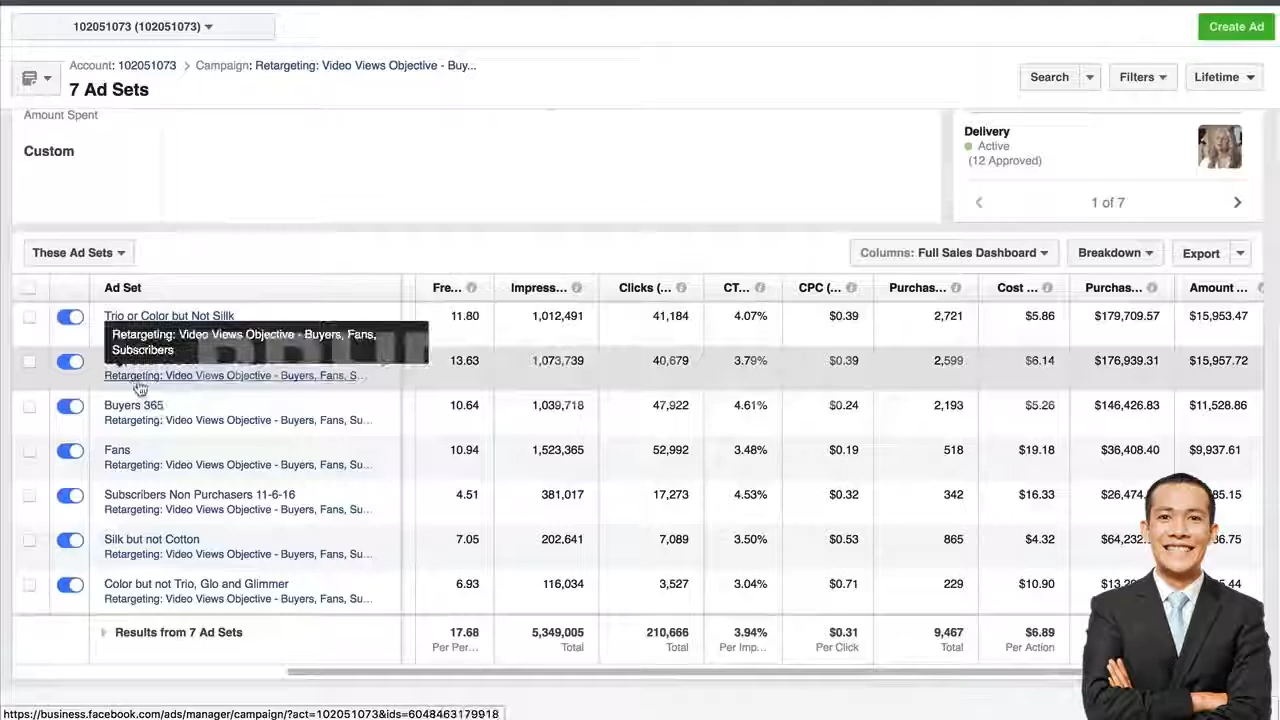 102051073 (102051073)
Create Ad
Account: 102051073 > Campaign: Retargeting: Video Views Objective - Buy...
7 Ad Sets
Search
Filters
Lifetime
Amount Spent
Custom
Delivery
Active
(12 Approved)
1 of 7
These Ad Sets
Columns: Full Sales Dashboard
Breakdown
Export
Ad Set Fre... Impress... Clicks (... CT... CPC (... Purchas... Cost ... Purchas... Amount ...
Trio or Color but Not Sillk 11.80 1,012,491 41,184 4.07% $0.39 2,721 $5.86 $179,709.57 $15,953.47
Retargeting: Video Views Objective - Buyers, Fans,
Subscribers
13.63 1,073,739 40,679 3.79% $0.39 2,599 $6.14 $176,939.31 $15,957.72
Retargeting: Video Views Objective - Buyers, Fans, S...
Buyers 365 10.64 1,039,718 47,922 4.61% $0.24 2,193 $5.26 $146,426.83 $11,528.86
Retargeting: Video Views Objective - Buyers, Fans, Su...
Fans 10.94 1,523,365 52,992 3.48% $0.19 518 $19.18 $36,408.40 $9,937.61
Retargeting: Video Views Objective - Buyers, Fans, Su...
Subscribers Non Purchasers 11-6-16 4.51 381,017 17,273 4.53% $0.32 342 $16.33 $26,474. 85.15
Retargeting: Video Views Objective - Buyers, Fans, Su...
Silk but not Cotton 7.05 202,641 7,089 3.50% $0.53 865 $4.32 $64,232. 36.75
Retargeting: Video Views Objective - Buyers, Fans, Su...
Color but not Trio, Glo and Glimmer 6.93 116,034 3,527 3.04% $0.71 229 $10.90 $13,2 5.44
Retargeting: Video Views Objective - Buyers, Fans, Su...
Results from 7 Ad Sets 17.68 5,349,005 210,666 3.94% $0.31 9,467 $6.89
Per Per... Total Total Per Imp... Per Click Total Per Action
https://business.facebook.com/ads/manager/campaign/?act=102051073&ids=6048463179918